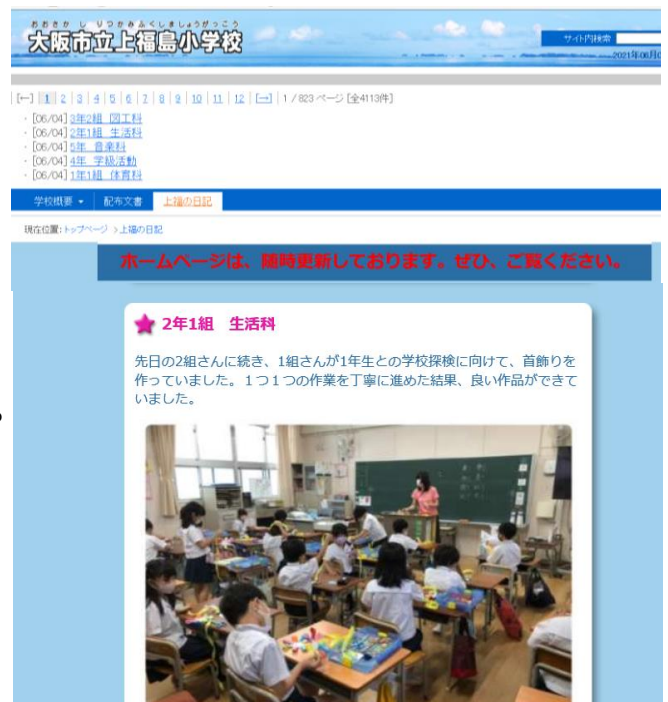 おおさか し りつかみふくしましょうがっこう
大阪市立上福島小学校
サイト内検索
2021年06月0
[←] | 1 | 2 | 3 | 4 | 5 | 6 | 7 | 8 | 9 | 10 | 11 | 12 | [→] | 1 / 823 ページ [全4113件]
・ [06/04] 3年2組 図工科
・ [06/04] 2年1組 生活科
・ [06/04] 5年 音楽科
・ [06/04] 4年 学級活動
・ [06/04] 1年1組 体育科
学校概要 ▼ 配布文書 上福の日記
現在位置: トップページ > 上福の日記
ホームページは、随時更新しております。ぜひ、ご覧ください。
2年1組 生活科
先日の2組さんに続き、1組さんが1年生との学校探検に向けて、首飾りを
作っていました。1つ1つの作業を丁寧に進めた結果、良い作品ができて
いました。